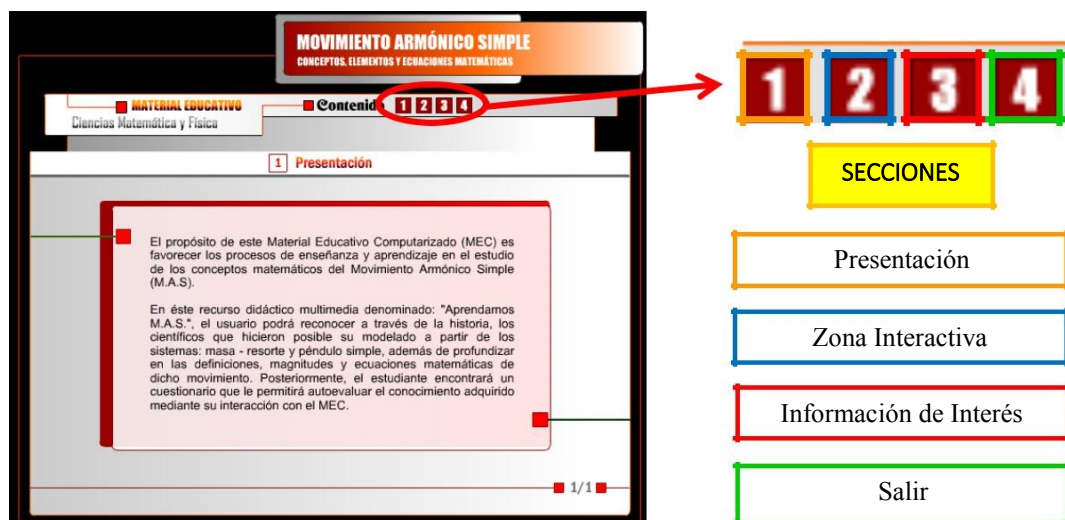 MOVIMIENTO ARMÓNICO SIMPLE
CONCEPTOS, ELEMENTOS Y ECUACIONES MATEMÁTICAS
MATERIAL EDUCATIVO
Ciencias Matemática y Física
Contenido 1 2 3 4
1 Presentación
El propósito de este Material Educativo Computarizado (MEC) es
favorecer los procesos de enseñanza y aprendizaje en el estudio
de los conceptos matemáticos del Movimiento Armónico Simple
(M.A.S).
En éste recurso didáctico multimedia denominado: "Aprendamos
M.A.S.", el usuario podrá reconocer a través de la historia, los
científicos que hicieron posible su modelado a partir de los
sistemas: masa - resorte y péndulo simple, además de profundizar
en las definiciones, magnitudes y ecuaciones matemáticas de
dicho movimiento. Posteriormente, el estudiante encontrará un
cuestionario que le permitirá autoevaluar el conocimiento adquirido
mediante su interacción con el MEC.
1/1
1 2 3 4
SECCIONES
Presentación
Zona Interactiva
Información de Interés
Salir